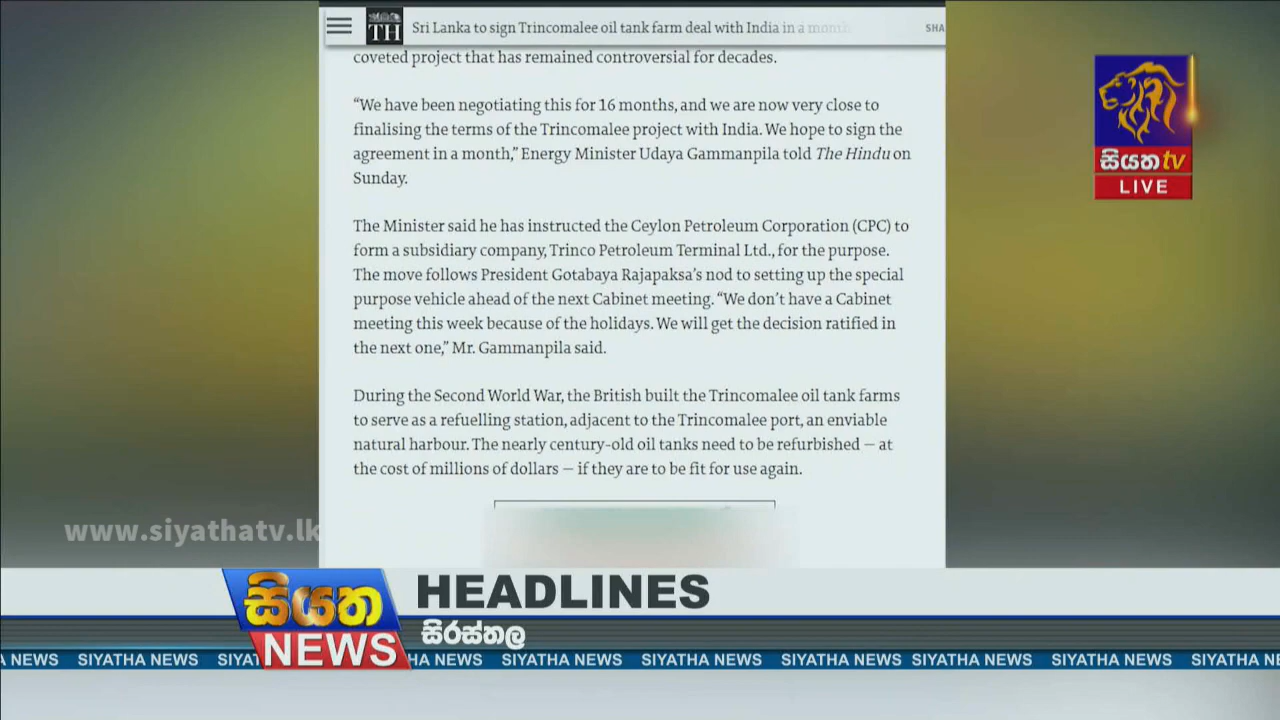 TH
Sri Lanka to sign Trincomalee oil tank farm deal with India in a month
SHA
coveted project that has remained controversial for decades.
“We have been negotiating this for 16 months, and we are now very close to
finalising the terms of the Trincomalee project with India. We hope to sign the
agreement in a month,” Energy Minister Udaya Gammanpila told The Hindu on
Sunday.
The Minister said he has instructed the Ceylon Petroleum Corporation (CPC) to
form a subsidiary company, Trinco Petroleum Terminal Ltd., for the purpose.
The move follows President Gotabaya Rajapaksa’s nod to setting up the special
purpose vehicle ahead of the next Cabinet meeting. “We don’t have a Cabinet
meeting this week because of the holidays. We will get the decision ratified in
the next one,” Mr. Gammanpila said.
During the Second World War, the British built the Trincomalee oil tank farms
to serve as a refuelling station, adjacent to the Trincomalee port, an enviable
natural harbour. The nearly century-old oil tanks need to be refurbished — at
the cost of millions of dollars — if they are to be fit for use again.
සියත tv
LIVE
www.siyathatv.lk
සියත
NEWS
HEADLINES
සිරස්තල
A NEWS SIYATHA NEWS SIYAT HA NEWS SIYATHA NEWS SIYATHA NEWS SIYATHA NEWS SIYATHA NEWS SIYATHA NEWS SIYATHA N